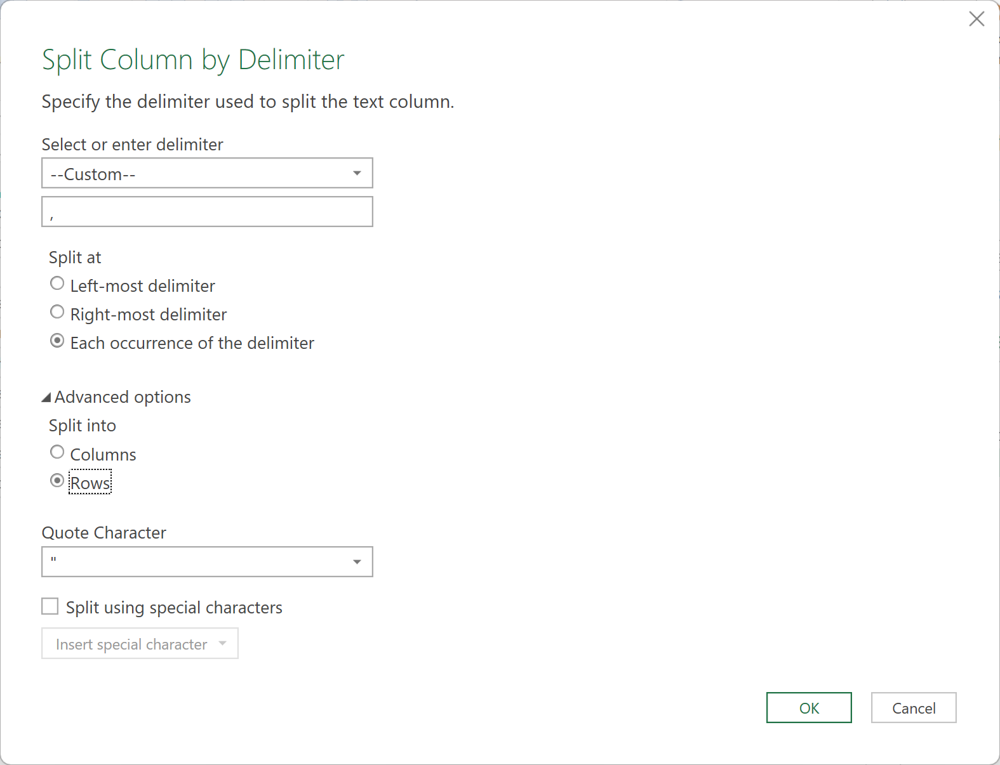 Split Column by Delimiter
Specify the delimiter used to split the text column.
Select or enter delimiter
--Custom--
,
Split at
Left-most delimiter
Right-most delimiter
Each occurrence of the delimiter
Advanced options
Split into
Columns
Rows
Quote Character
"
Split using special characters
Insert special character
OK
Cancel